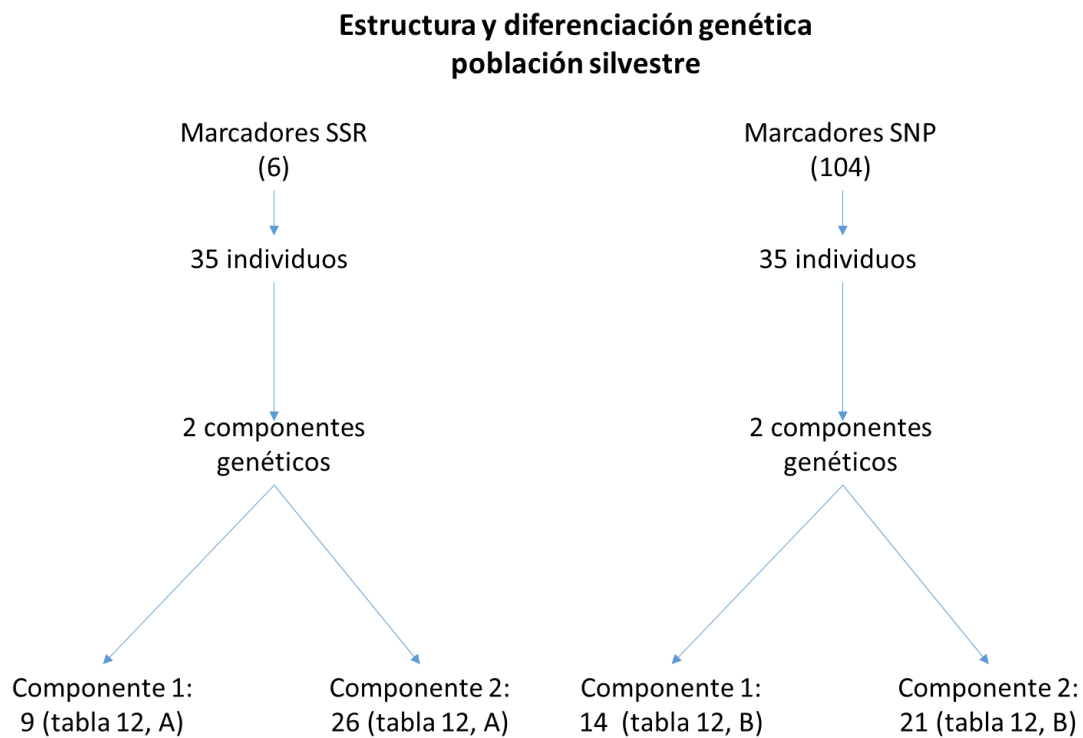 Estructura y diferenciación genética
población silvestre
Marcadores SSR
(6)
35 individuos
2 componentes
genéticos
Componente 1:
9 (tabla 12, A)
Componente 2:
26 (tabla 12, A)
Marcadores SNP
(104)
35 individuos
2 componentes
genéticos
Componente 1:
14 (tabla 12, B)
Componente 2:
21 (tabla 12, B)